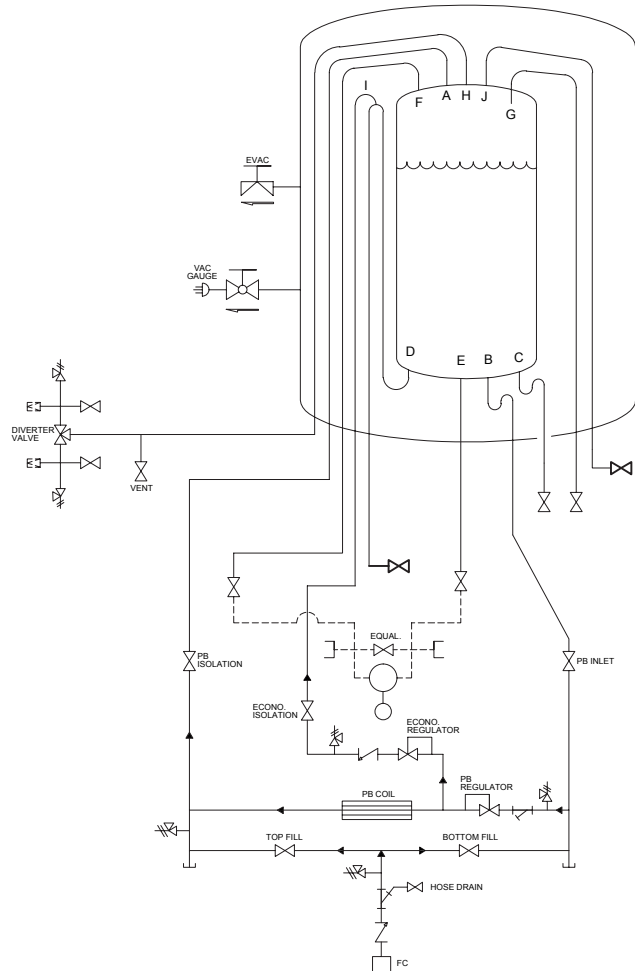 F
A
H
J
G
I
EVAC
VAC
GAUGE
D
E
B
C
DIVERTER
VALVE
VENT
EQUAL.
PB
ISOLATION
PB INLET
ECONO.
ISOLATION
ECONO.
REGULATOR
PB COIL
PB
REGULATOR
TOP FILL
BOTTOM FILL
HOSE DRAIN
FC